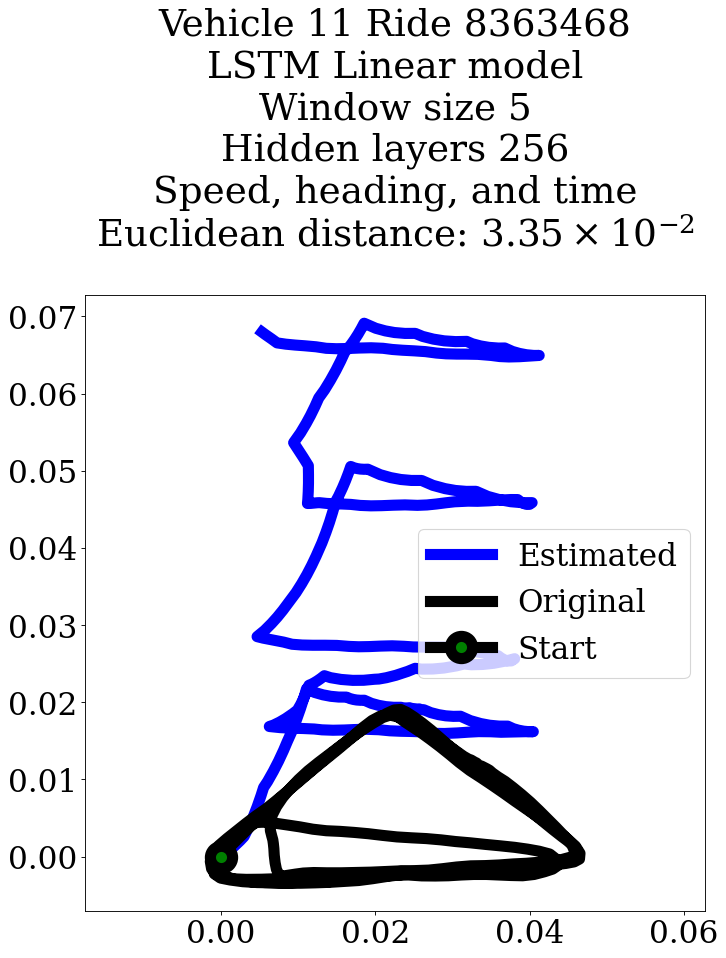 Vehicle 11 Ride 8363468
LSTM Linear model
Window size 5
Hidden layers 256
Speed, heading, and time
Euclidean distance: 3.35 × 10⁻²
0.07
0.06
0.05
0.04
0.03
0.02
0.01
0.00
Estimated
Original
Start
0.00 0.02 0.04 0.06